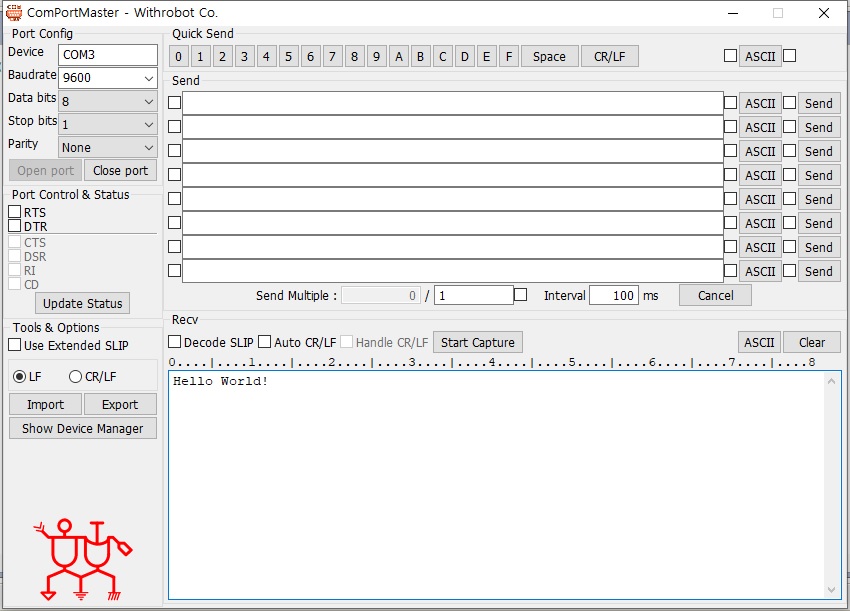 ComPortMaster - Withrobot Co.
Port Config
Device COM3
Baudrate 9600
Data bits 8
Stop bits 1
Parity None
Open port Close port
Port Control & Status
RTS
DTR
CTS
DSR
RI
CD
Update Status
Tools & Options
Use Extended SLIP
LF CR/LF
Import Export
Show Device Manager
Quick Send
0 1 2 3 4 5 6 7 8 9 A B C D E F Space CR/LF ASCII
Send
ASCII Send
ASCII Send
ASCII Send
ASCII Send
ASCII Send
ASCII Send
ASCII Send
ASCII Send
Send Multiple : 0 / 1 Interval 100 ms Cancel
Recv
Decode SLIP Auto CR/LF Handle CR/LF Start Capture ASCII Clear
0....|....1....|....2....|....3....|....4....|....5....|....6....|....7....|....8
Hello World!